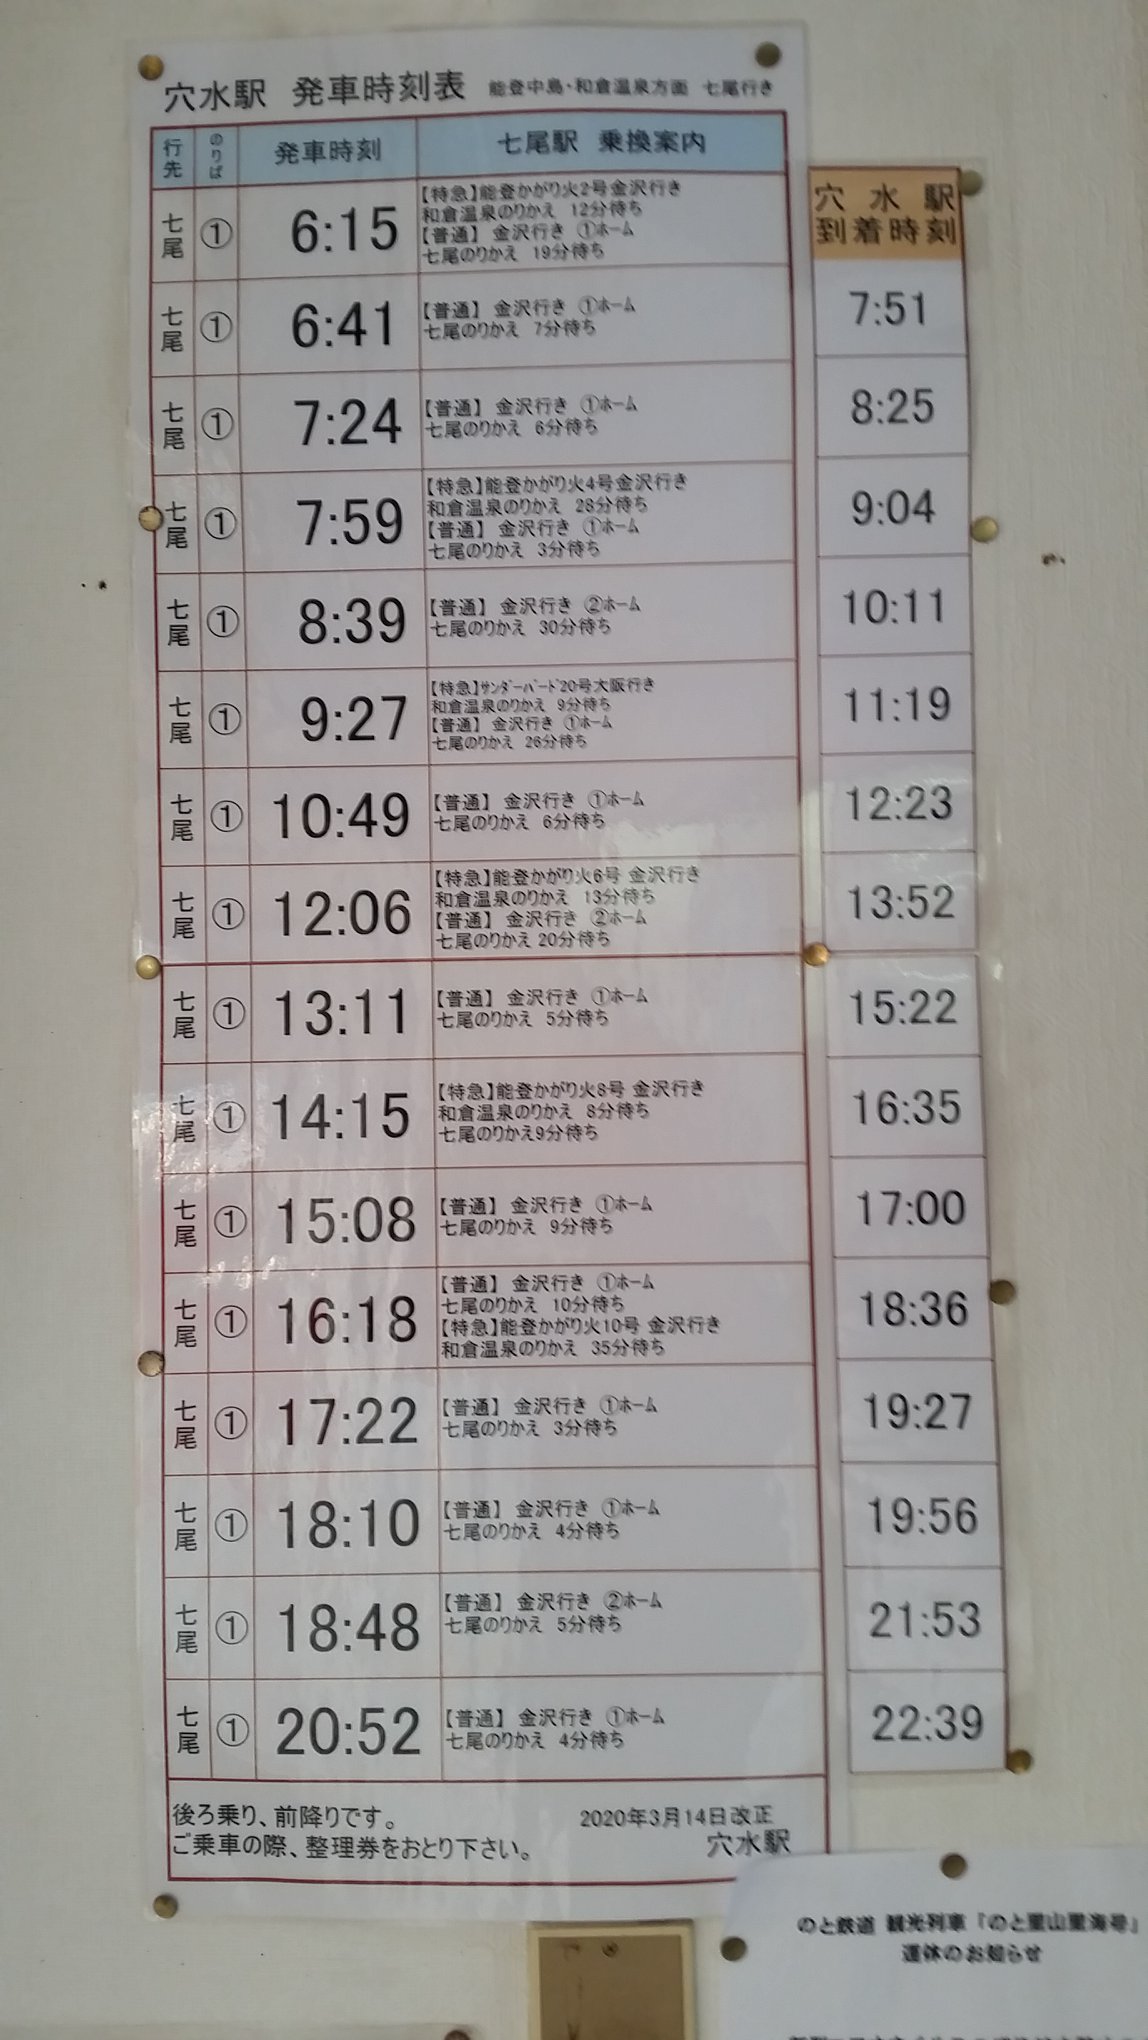 穴水駅 発車時刻表 能登中島・和倉温泉方面 七尾行き
行先 のりば 発車時刻 七尾駅 乗換案内
七尾 ① 6:15 【特急】能登かがり火2号金沢行き
和倉温泉のりかえ 12分待ち
【普通】 金沢行き ①ホーム
七尾のりかえ 19分待ち
七尾 ① 6:41 【普通】 金沢行き ①ホーム
七尾のりかえ 7分待ち
七尾 ① 7:24 【普通】 金沢行き ①ホーム
七尾のりかえ 6分待ち
七尾 ① 7:59 【特急】能登かがり火4号金沢行き
和倉温泉のりかえ 28分待ち
【普通】 金沢行き ①ホーム
七尾のりかえ 3分待ち
七尾 ① 8:39 【普通】 金沢行き ②ホーム
七尾のりかえ 30分待ち
七尾 ① 9:27 【特急】サンダーバード20号大阪行き
和倉温泉のりかえ 9分待ち
【普通】 金沢行き ①ホーム
七尾のりかえ 26分待ち
七尾 ① 10:49 【普通】 金沢行き ①ホーム
七尾のりかえ 6分待ち
七尾 ① 12:06 【特急】能登かがり火6号 金沢行き
和倉温泉のりかえ 13分待ち
【普通】 金沢行き ②ホーム
七尾のりかえ 20分待ち
七尾 ① 13:11 【普通】 金沢行き ①ホーム
七尾のりかえ 5分待ち
七尾 ① 14:15 【特急】能登かがり火8号 金沢行き
和倉温泉のりかえ 8分待ち
七尾のりかえ9分待ち
七尾 ① 15:08 【普通】 金沢行き ①ホーム
七尾のりかえ 9分待ち
七尾 ① 16:18 【普通】 金沢行き ①ホーム
七尾のりかえ 10分待ち
【特急】能登かがり火10号 金沢行き
和倉温泉のりかえ 35分待ち
七尾 ① 17:22 【普通】 金沢行き ①ホーム
七尾のりかえ 3分待ち
七尾 ① 18:10 【普通】 金沢行き ①ホーム
七尾のりかえ 4分待ち
七尾 ① 18:48 【普通】 金沢行き ②ホーム
七尾のりかえ 5分待ち
七尾 ① 20:52 【普通】 金沢行き ①ホーム
七尾のりかえ 4分待ち
後ろ乗り、前降りです。 2020年3月14日改正
ご乗車の際、整理券をおとり下さい。 穴水駅
穴水駅
到着時刻
7:51
8:25
9:04
10:11
11:19
12:23
13:52
15:22
16:35
17:00
18:36
19:27
19:56
21:53
22:39
のと鉄道 観光列車「のと里山里海号」
運休のお知らせ